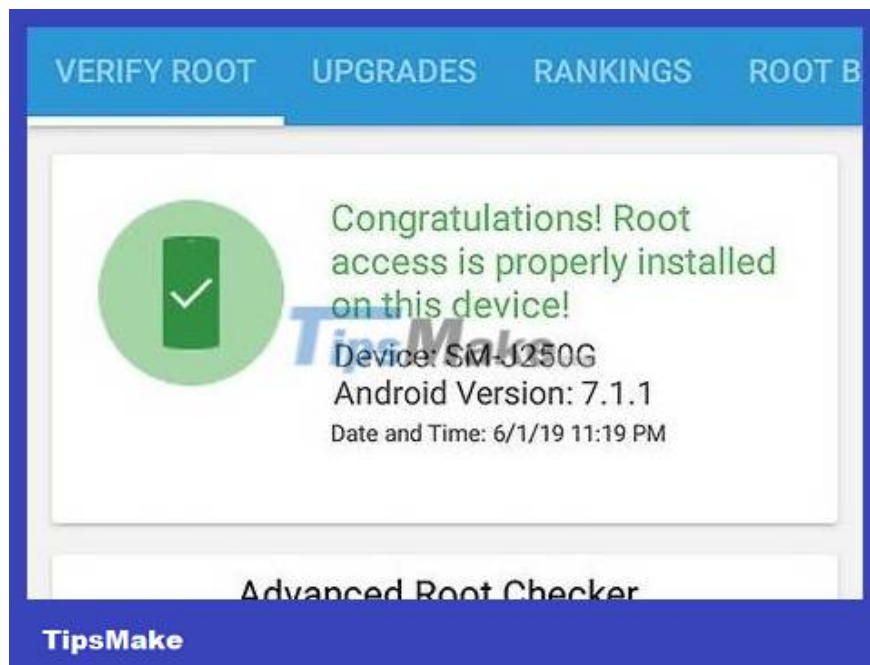 VERIFY ROOT UPGRADES RANKINGS ROOT B
Congratulations! Root
access is properly installed
on this device!
TipsMake
Device: SM-J250G
Android Version: 7.1.1
Date and Time: 6/1/19 11:19 PM
Advanced Root Checker
TipsMake